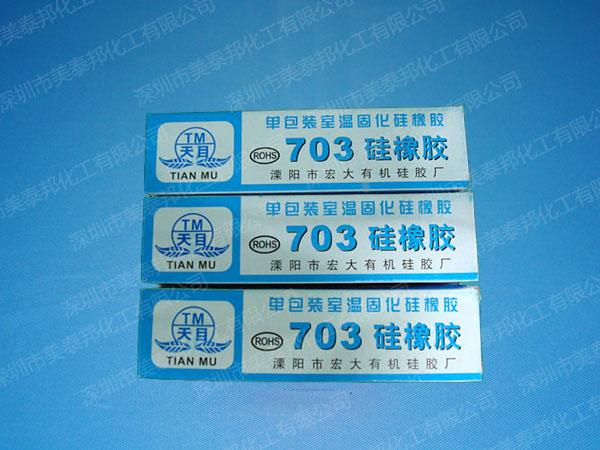 TM
天目
TIAN MU
单包装室温固化硅橡胶
ROHS
703 硅橡胶
溧阳市宏大有机硅胶厂
TM
天目
TIAN MU
单包装室温固化硅橡胶
ROHS
703 硅橡胶
溧阳市宏大有机硅胶厂
TM
天目
TIAN MU
单包装室温固化硅橡胶
ROHS
703 硅橡胶
溧阳市宏大有机硅胶厂
深圳市美泰邦化工有限公司